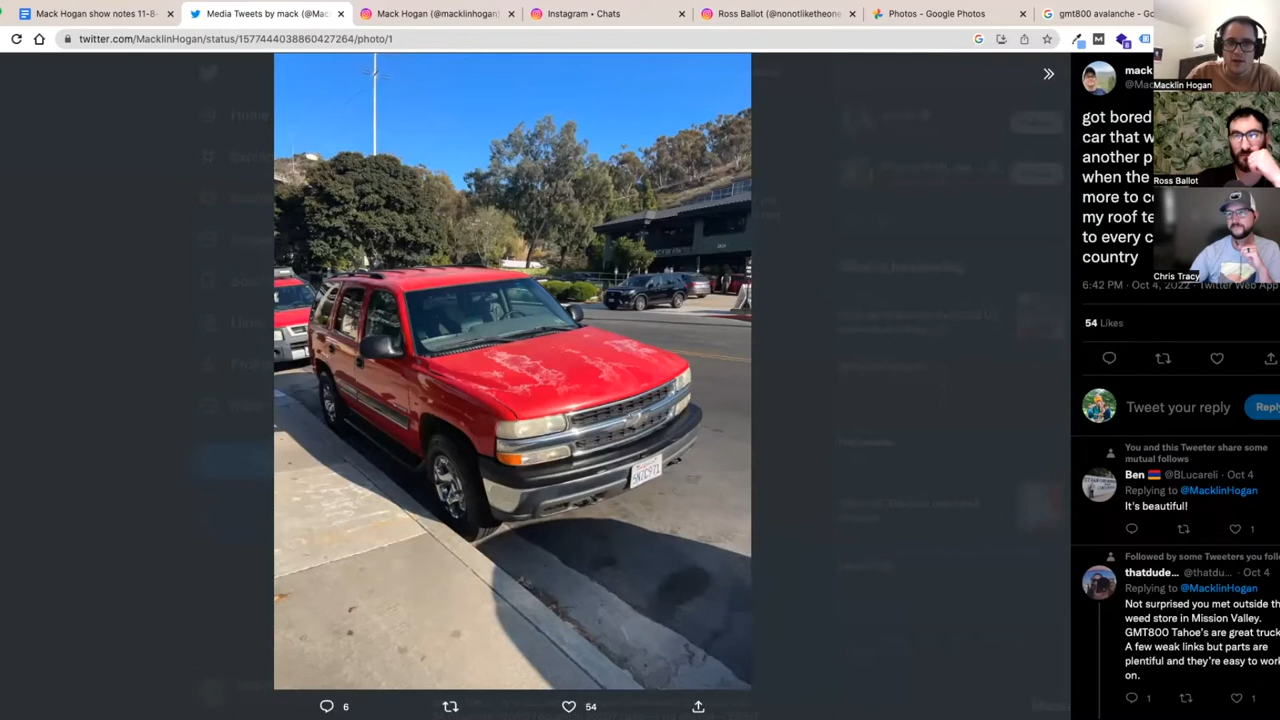 Mack Hogan show notes 11-8-
Media Tweets by mack (@Mac
Mack Hogan (@macklinhogan
Instagram • Chats
Ross Ballot (@nonotliketheone
Photos - Google Photos
gmt800 avalanche - Go
twitter.com/MacklinHogan/status/1577444038860427264/photo/1
Macklin Hogan
Ross Ballot
Chris Tracy
mack
@Ma
got bored
car that w
another p
when the
more to c
my roof te
to every c
country
6:42 PM · Oct 4, 2022 · Twitter Web App
54 Likes
Tweet your reply
Reply
You and this Tweeter share some
mutual follows
Ben @BLucareli · Oct 4
Replying to @MacklinHogan
It's beautiful!
1
Followed by some Tweeters you foll
thatdude... @thatdu... · Oct 4
Replying to @MacklinHogan
Not surprised you met outside th
weed store in Mission Valley.
GMT800 Tahoe's are great truck
A few weak links but parts are
plentiful and they're easy to work
on.
1
1
6
54